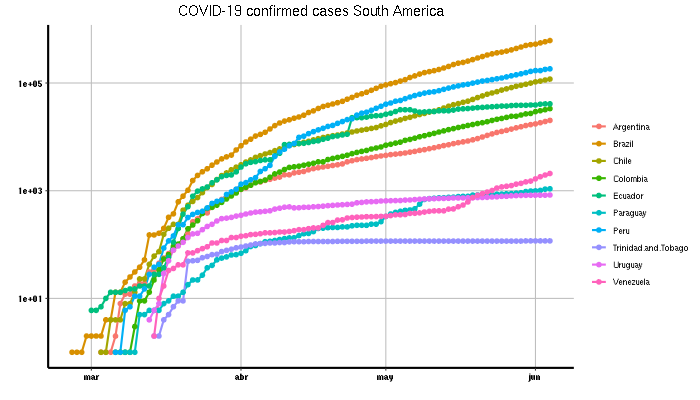 COVID-19 confirmed cases South America
1e+05
1e+03
1e+01
mar
abr
may
jun
Argentina
Brazil
Chile
Colombia
Ecuador
Paraguay
Peru
Trinidad.and.Tobago
Uruguay
Venezuela